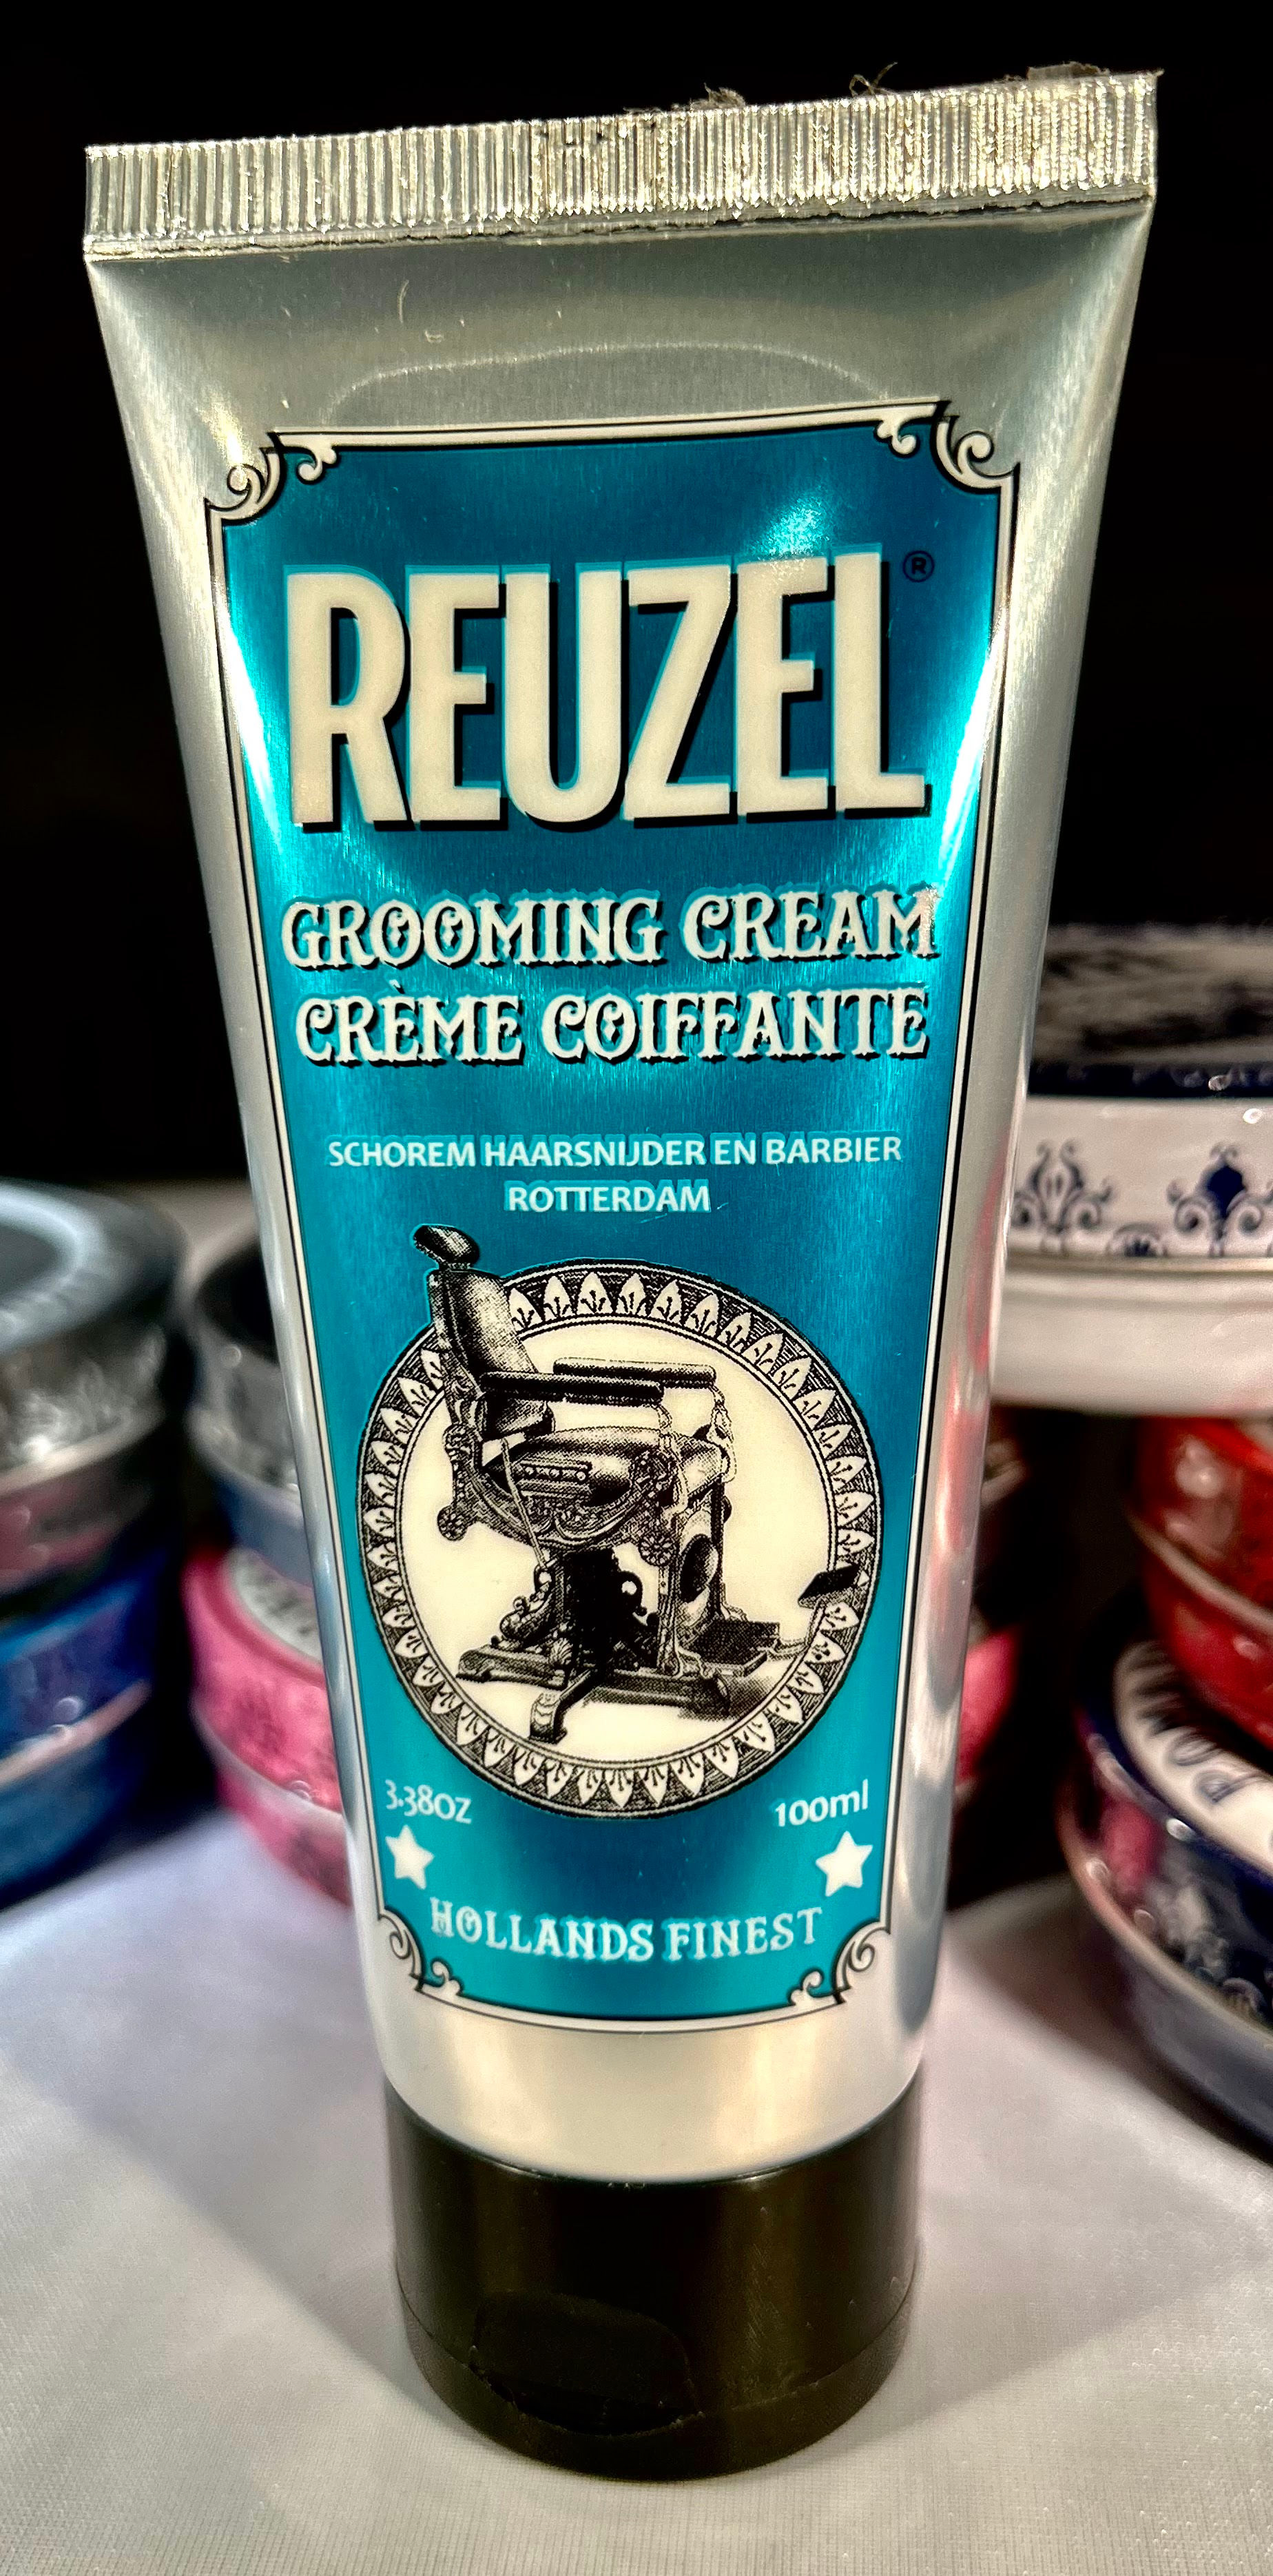 REUZEL®
GROOMING CREAM
CRÈME COIFFANTE
SCHOREM HAARSNIJDER EN BARBIER
ROTTERDAM
3.38OZ 100ml
HOLLANDS FINEST